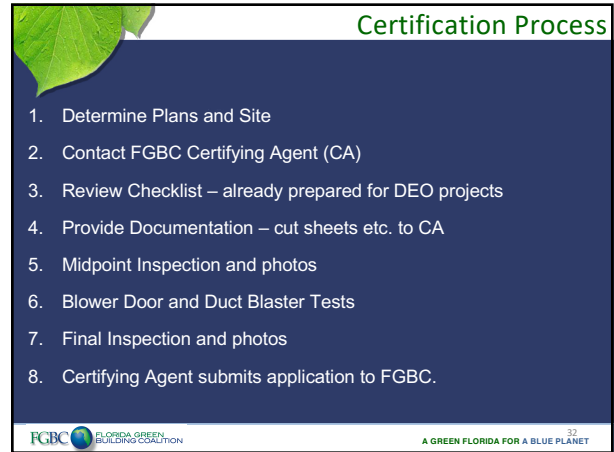 Certification Process
1. Determine Plans and Site
2. Contact FGBC Certifying Agent (CA)
3. Review Checklist – already prepared for DEO projects
4. Provide Documentation – cut sheets etc. to CA
5. Midpoint Inspection and photos
6. Blower Door and Duct Blaster Tests
7. Final Inspection and photos
8. Certifying Agent submits application to FGBC.
FGBC FLORIDA GREEN
BUILDING COALITION
32
A GREEN FLORIDA FOR A BLUE PLANET